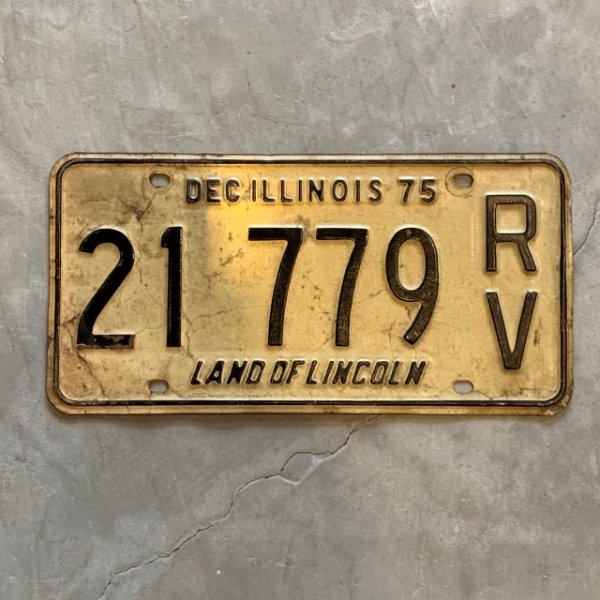 DEC ILLINOIS 75
21 779 RV
LAND OF LINCOLN